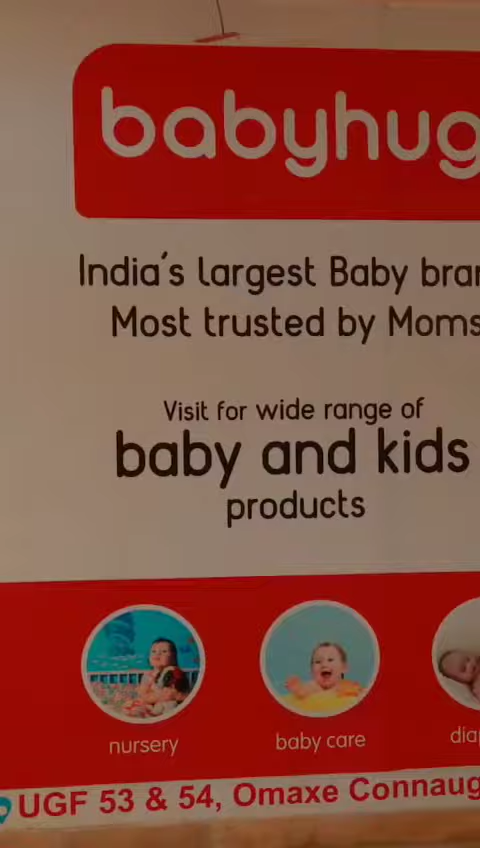 babyhug
India's largest Baby bran
Most trusted by Moms
Visit for wide range of
baby and kids
products
nursery
baby care
dia
UGF 53 & 54, Omaxe Connaug